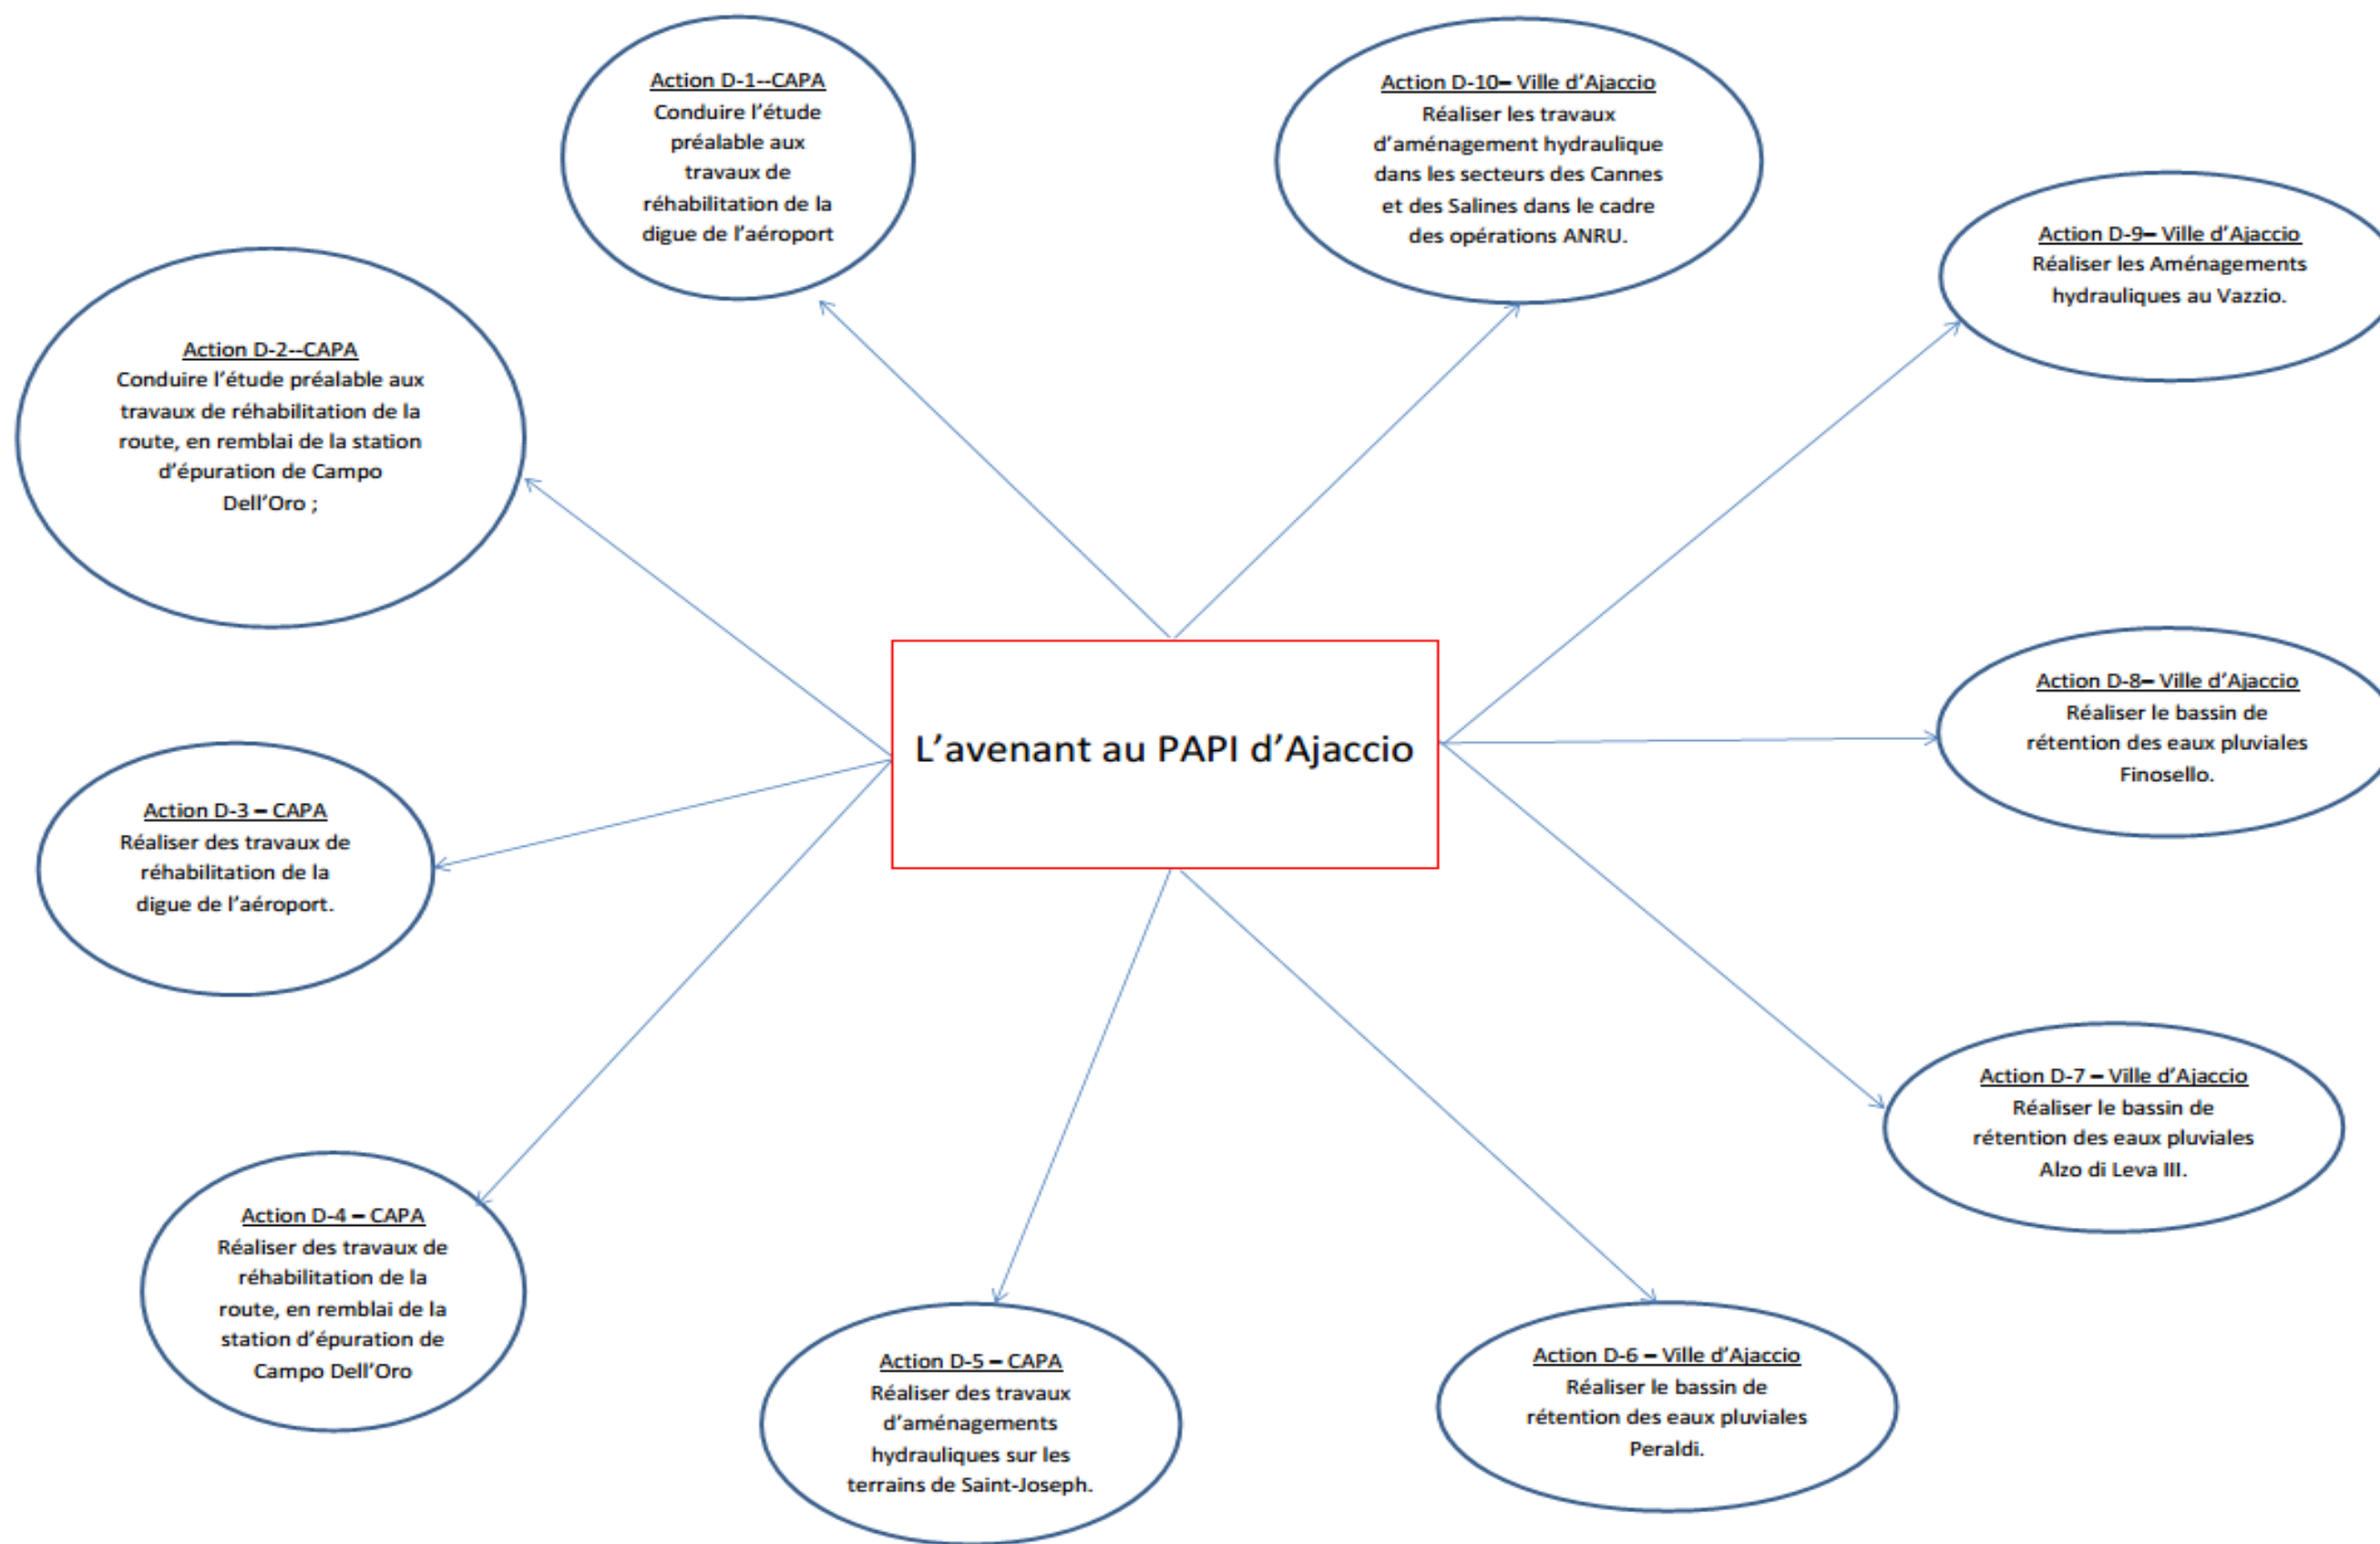 Action D-1--CAPA
Conduire l’étude
préalable aux
travaux de
réhabilitation de la
digue de l’aéroport
Action D-10– Ville d’Ajaccio
Réaliser les travaux
d’aménagement hydraulique
dans les secteurs des Cannes
et des Salines dans le cadre
des opérations ANRU.
Action D-9– Ville d’Ajaccio
Réaliser les Aménagements
hydrauliques au Vazzio.
Action D-2--CAPA
Conduire l’étude préalable aux
travaux de réhabilitation de la
route, en remblai de la station
d’épuration de Campo
Dell’Oro ;
L’avenant au PAPI d’Ajaccio
Action D-8– Ville d’Ajaccio
Réaliser le bassin de
rétention des eaux pluviales
Finosello.
Action D-3 – CAPA
Réaliser des travaux de
réhabilitation de la
digue de l’aéroport.
Action D-7 – Ville d’Ajaccio
Réaliser le bassin de
rétention des eaux pluviales
Alzo di Leva III.
Action D-4 – CAPA
Réaliser des travaux de
réhabilitation de la
route, en remblai de la
station d’épuration de
Campo Dell’Oro
Action D-5 – CAPA
Réaliser des travaux
d’aménagements
hydrauliques sur les
terrains de Saint-Joseph.
Action D-6 – Ville d’Ajaccio
Réaliser le bassin de
rétention des eaux pluviales
Peraldi.